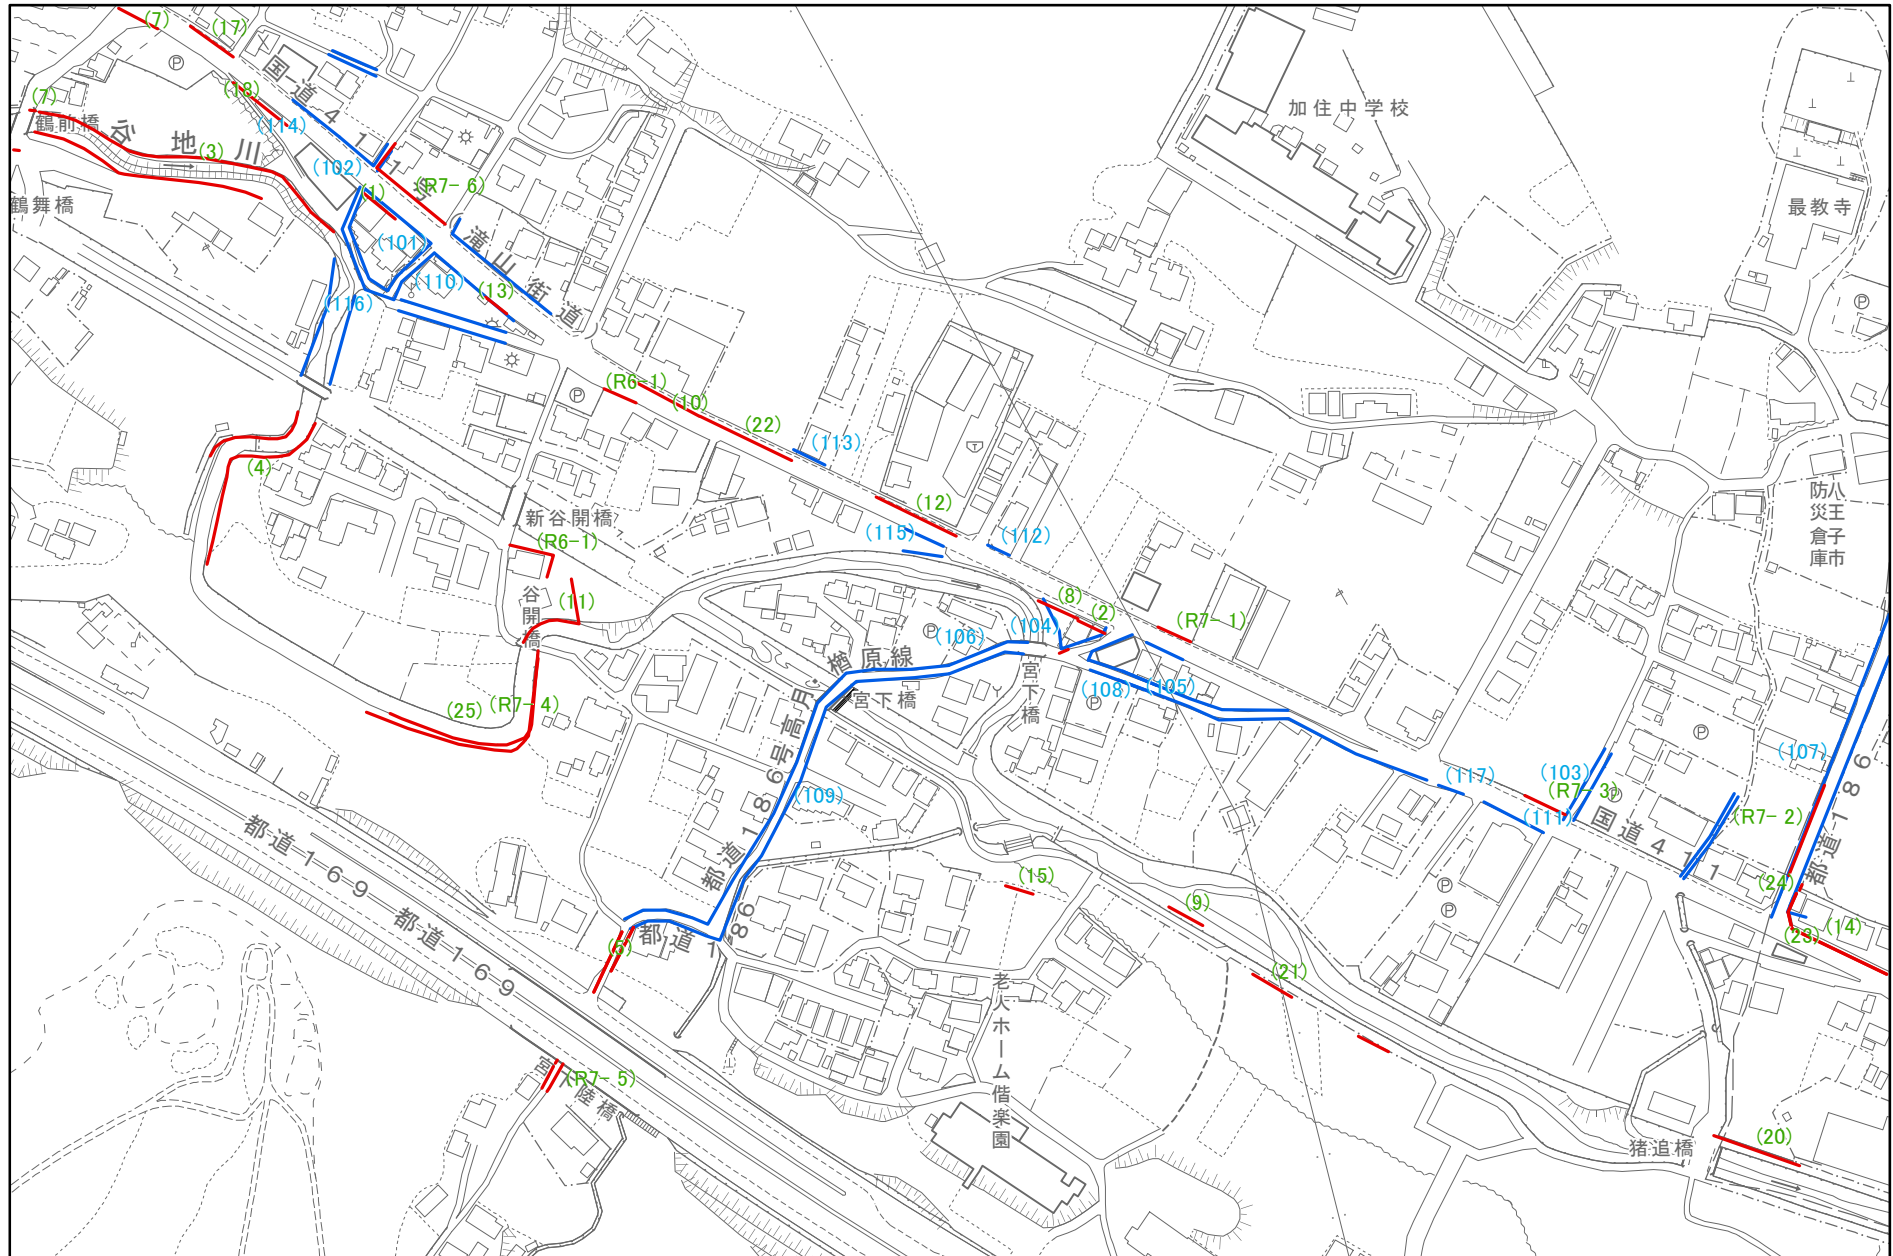 (7)
(17)
(18)
国道411号
(7)
鶴前橋
谷地川
(3)
(114)
(102)
(1)
(R7-6)
鶴舞橋
(101)
(110)
滝山街道
(13)
(116)
加住中学校
最教寺
(R6-1)
(10)
(22)
(113)
(4)
(12)
(115)
(112)
新谷開橋
(R6-1)
谷開橋
(11)
八王子市
防災倉庫
(8)
(2)
(R7-1)
(104)
(106)
都道186号高月・楢原線
宮下橋
宮下橋
(108)
(105)
(25)
(R7-4)
(109)
(117)
(103)
(R7-3)
(111)
国道411
(R7-2)
(107)
都道186
(24)
(23)
(14)
都道169
都道169
都道186
(5)
(15)
(9)
(21)
老人ホーム偕楽園
(R7-5)
猪追橋
(20)